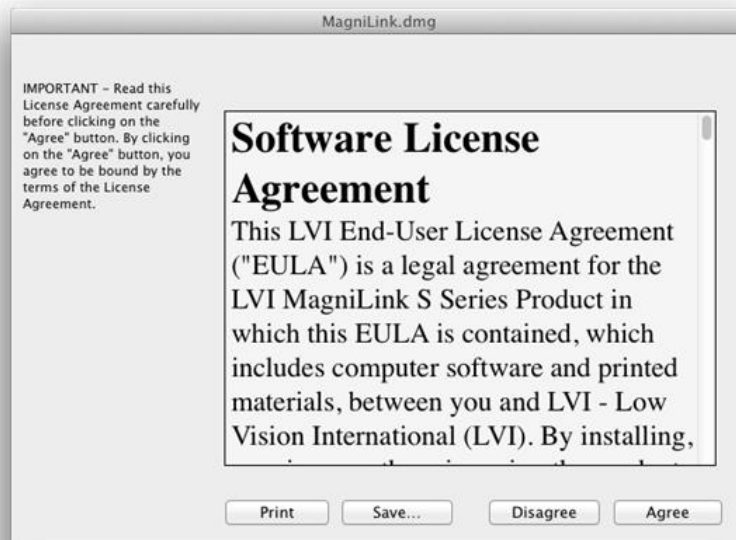 MagniLink.dmg
IMPORTANT – Read this
License Agreement carefully
before clicking on the
"Agree" button. By clicking
on the "Agree" button, you
agree to be bound by the
terms of the License
Agreement.
Software License
Agreement
This LVI End-User License Agreement
("EULA") is a legal agreement for the
LVI MagniLink S Series Product in
which this EULA is contained, which
includes computer software and printed
materials, between you and LVI - Low
Vision International (LVI). By installing,
Print
Save...
Disagree
Agree